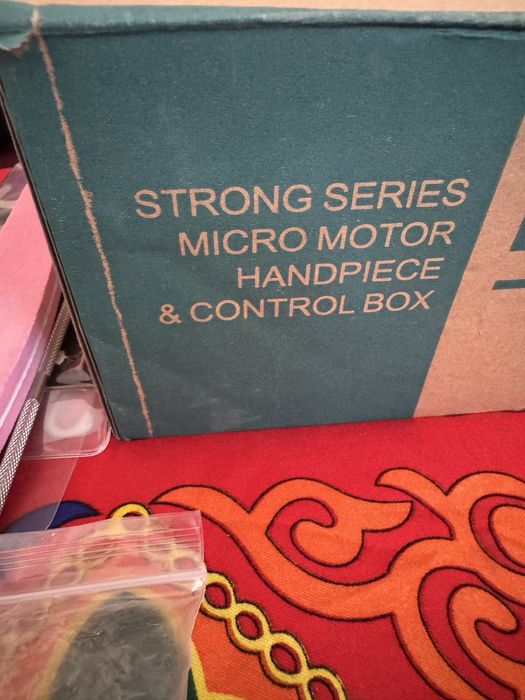 STRONG SERIES
MICRO MOTOR
HANDPIECE
& CONTROL BOX